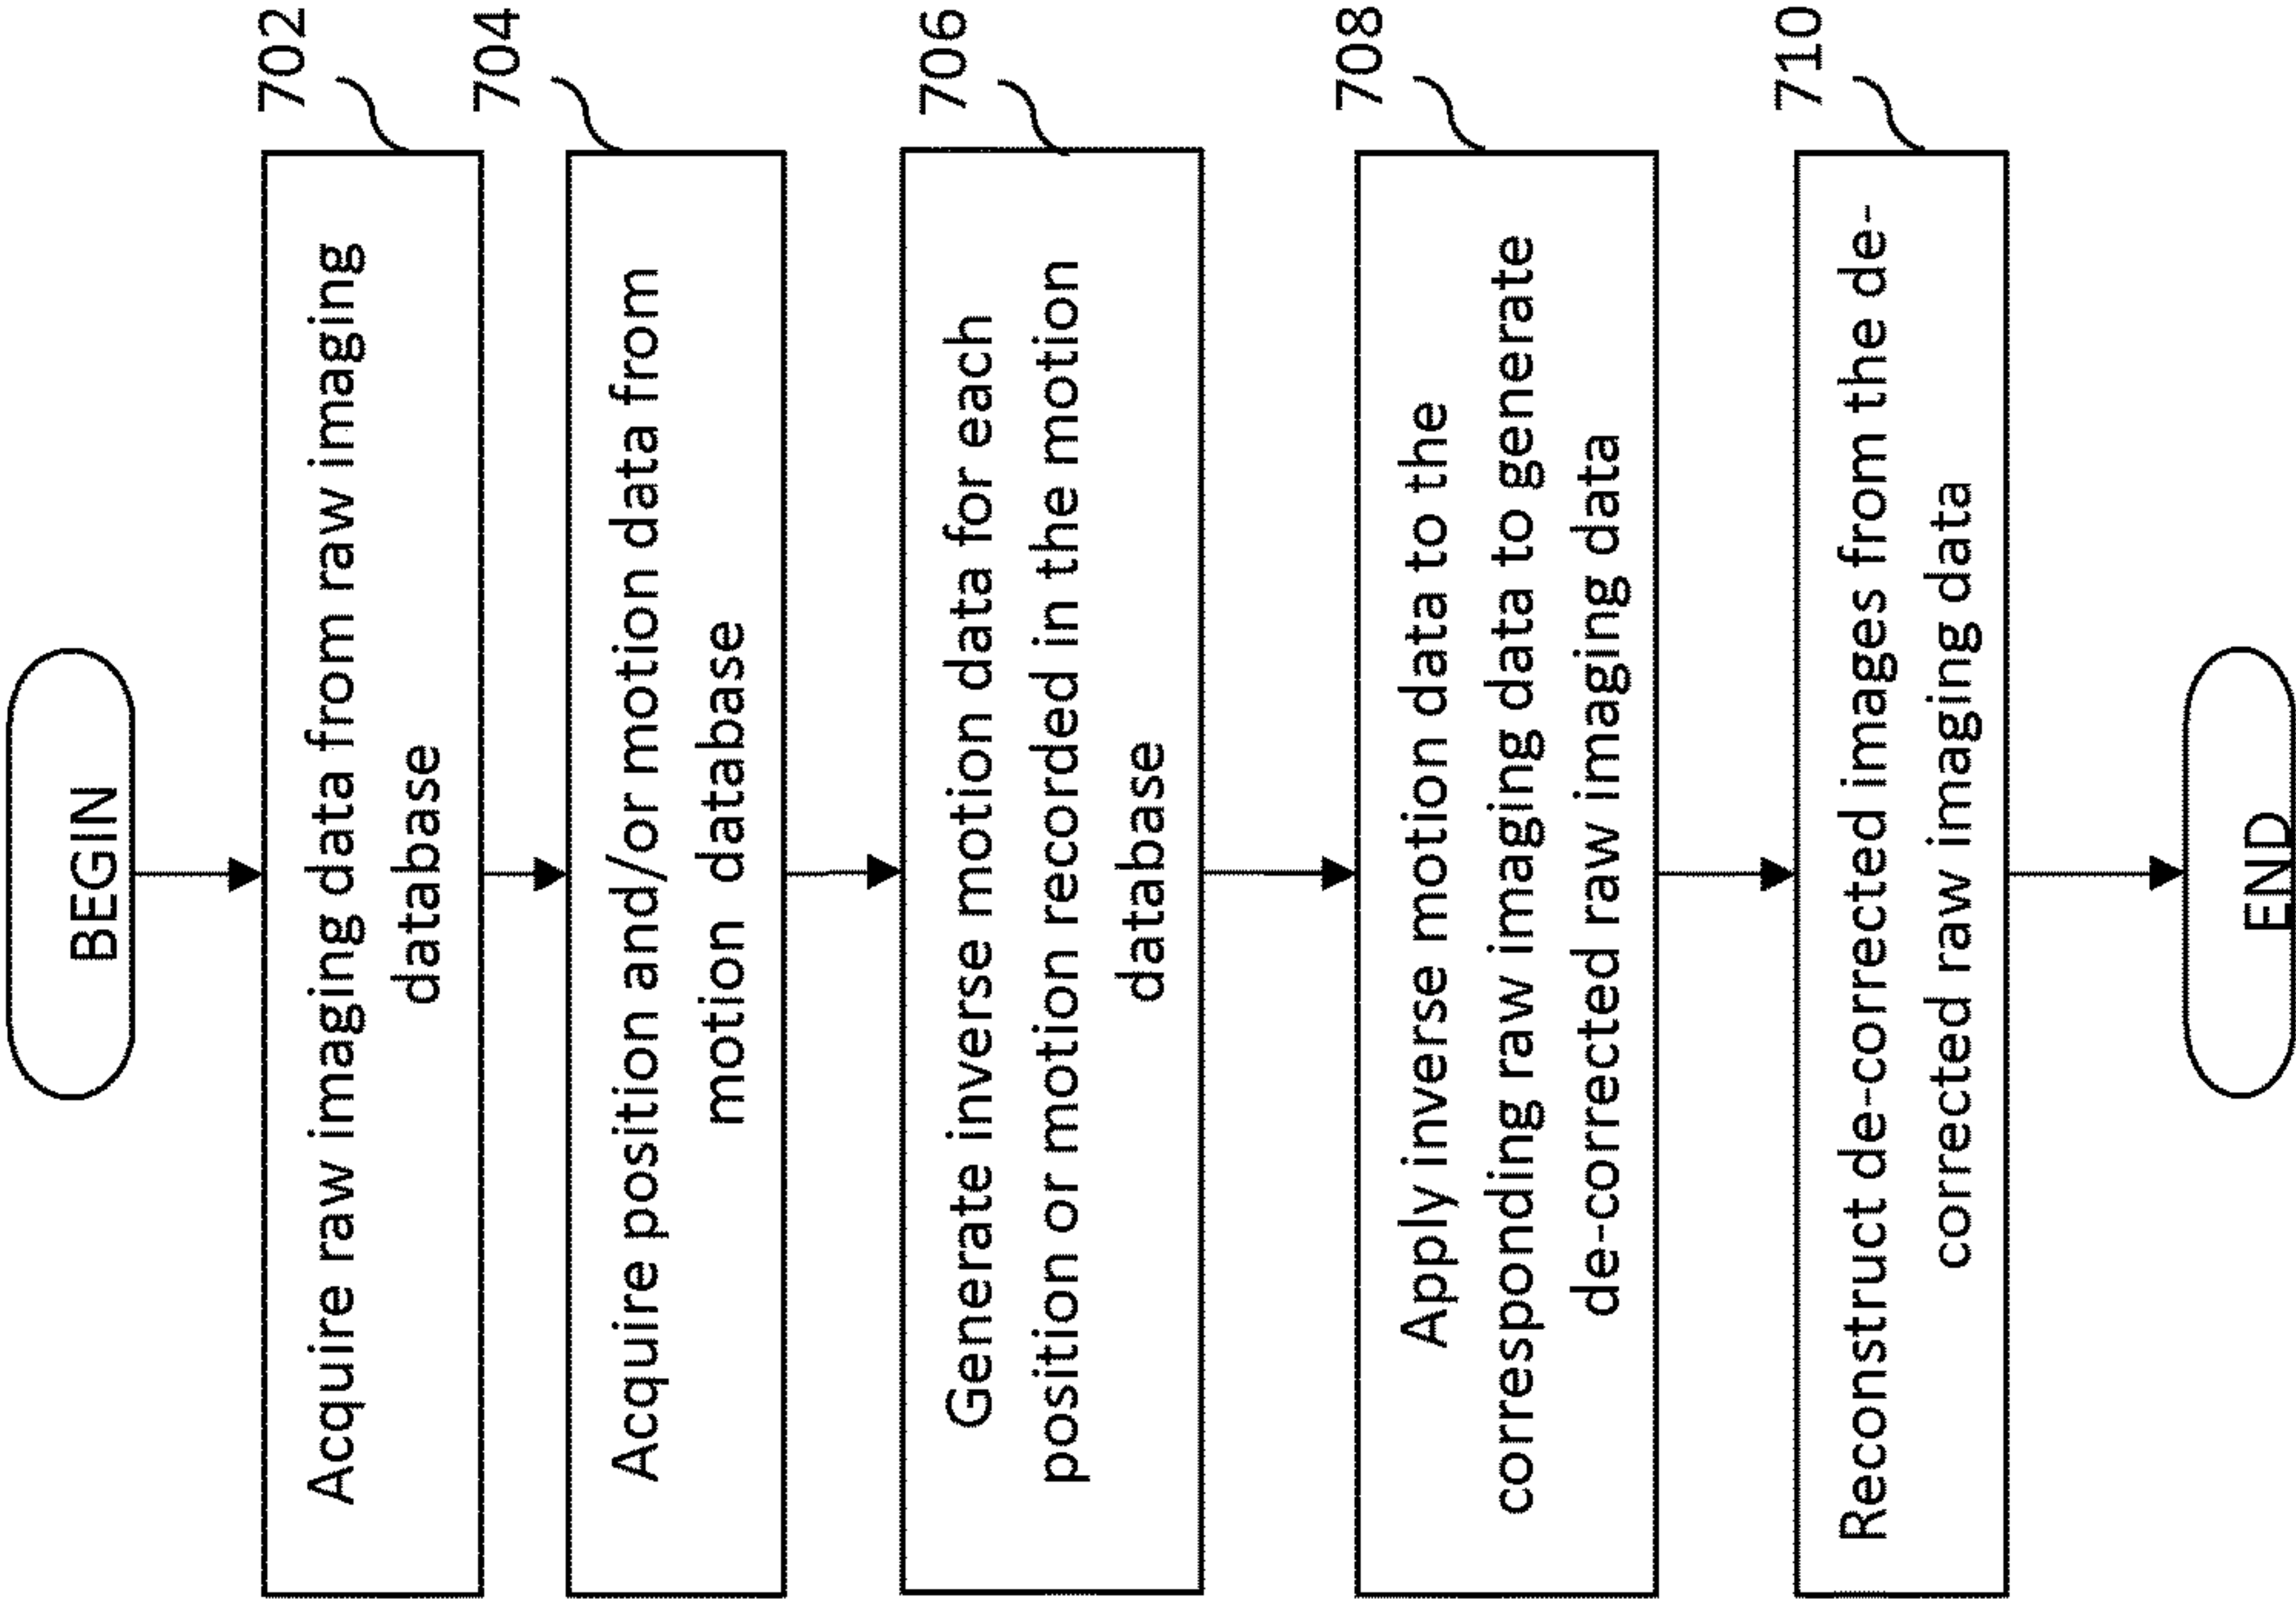 BEGIN
702
Acquire raw imaging data from raw imaging
database
704
Acquire position and/or motion data from
motion database
706
Generate inverse motion data for each
position or motion recorded in the motion
database
708
Apply inverse motion data to the
corresponding raw imaging data to generate
de-corrected raw imaging data
710
Reconstruct de-corrected images from the de-
corrected raw imaging data
END